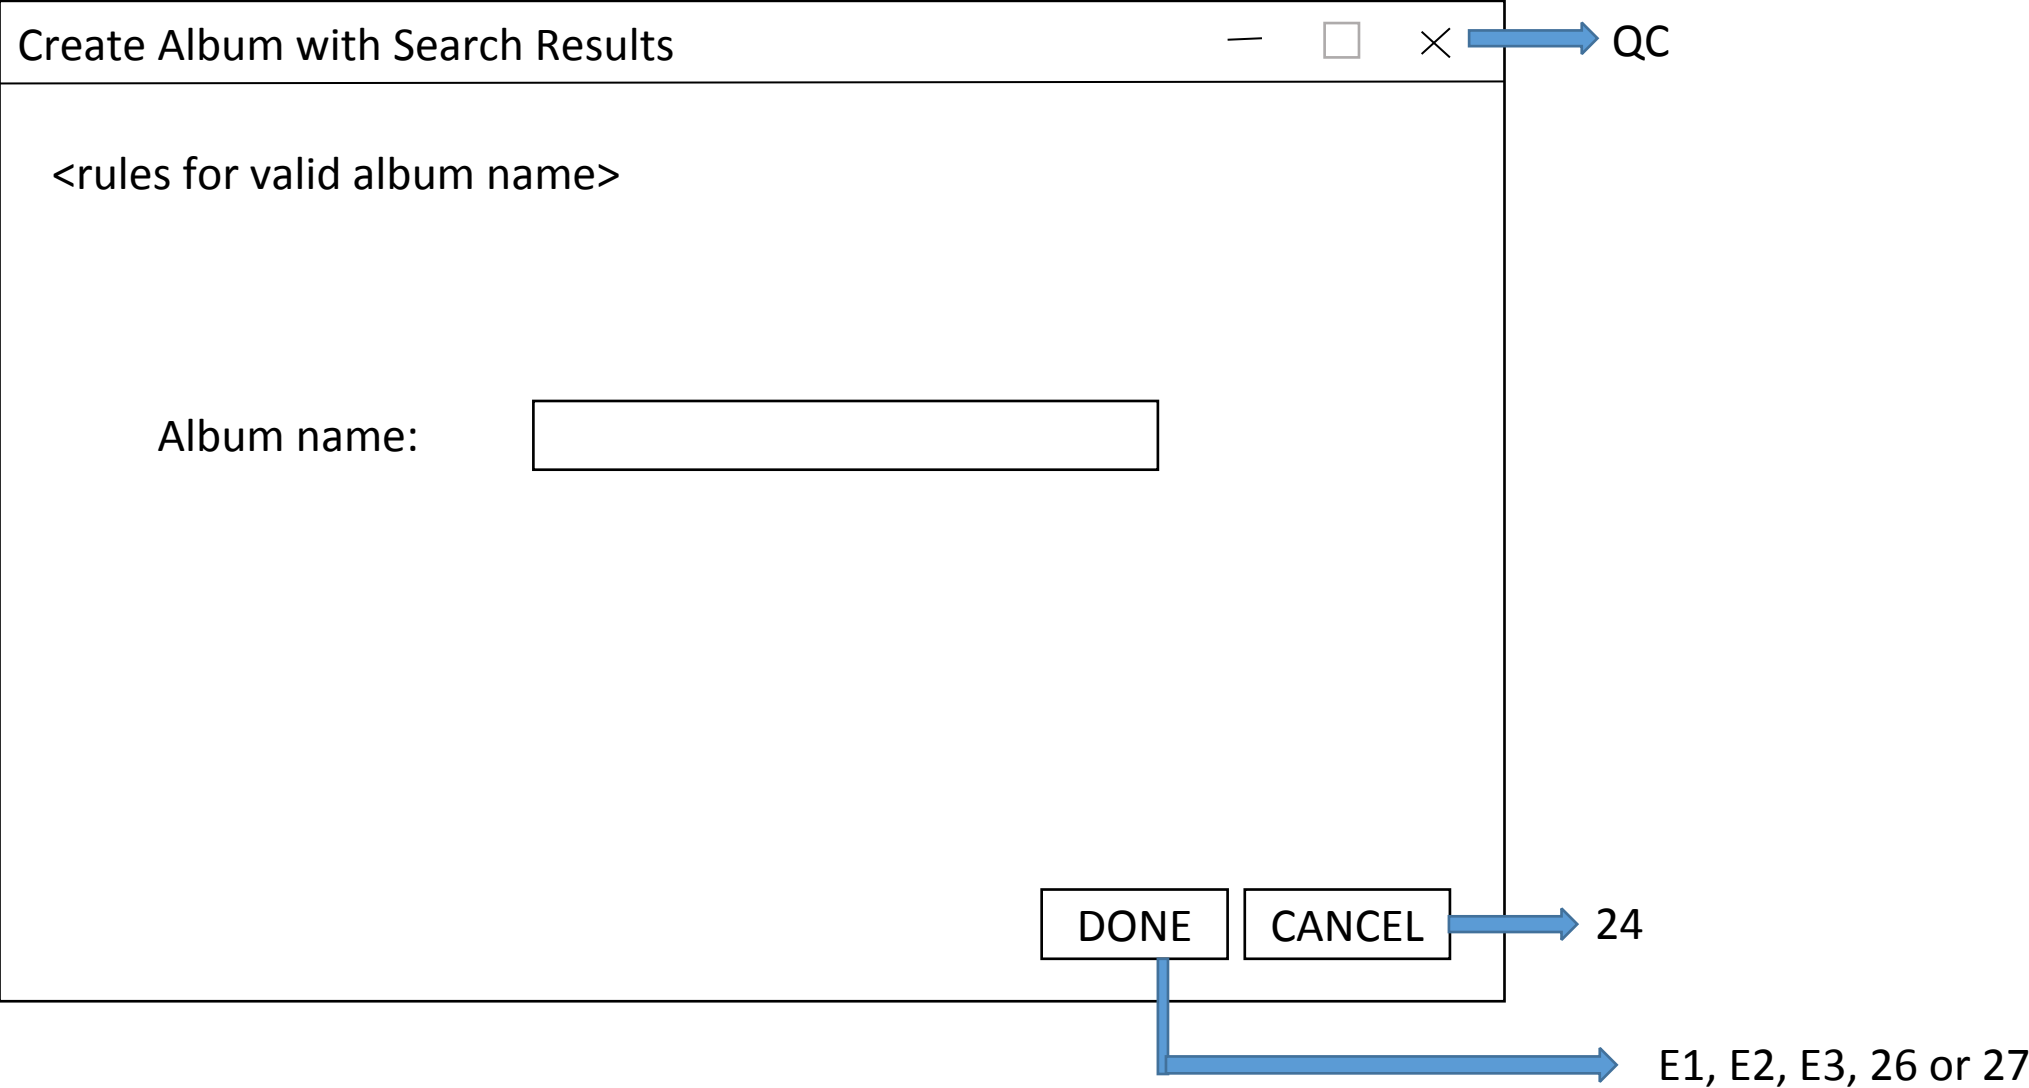 Create Album with Search Results
QC
<rules for valid album name>
Album name:
DONE
CANCEL
24
E1, E2, E3, 26 or 27